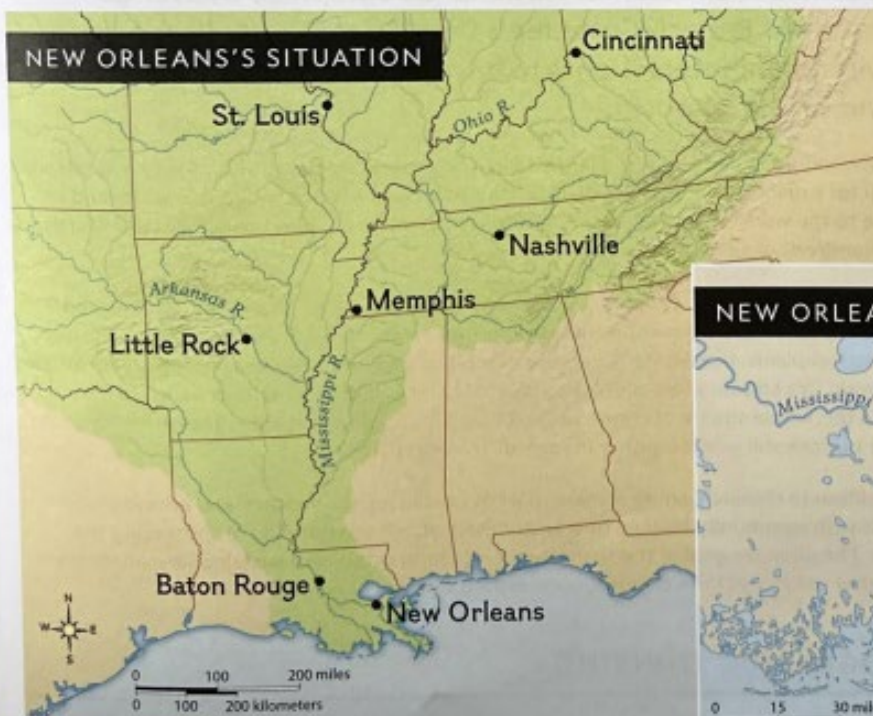 NEW ORLEANS'S SITUATION
Cincinnati
St. Louis
Ohio R.
Nashville
Arkansas R.
Memphis
Little Rock
Mississippi R.
Baton Rouge
New Orleans
N
W E
S
0 100 200 miles
0 100 200 kilometers
NEW ORLEA
Mississippi
0 15 30 mil